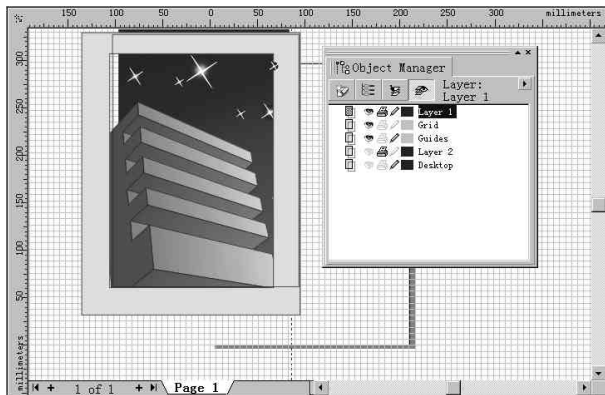 150 100 50 0 50 100 150 200 250 300 millimeters
300
250
200
150
100
50
millimeters
Object Manager
Layer:
Layer 1
Layer 1
Grid
Guides
Layer 2
Desktop
1 of 1 Page 1